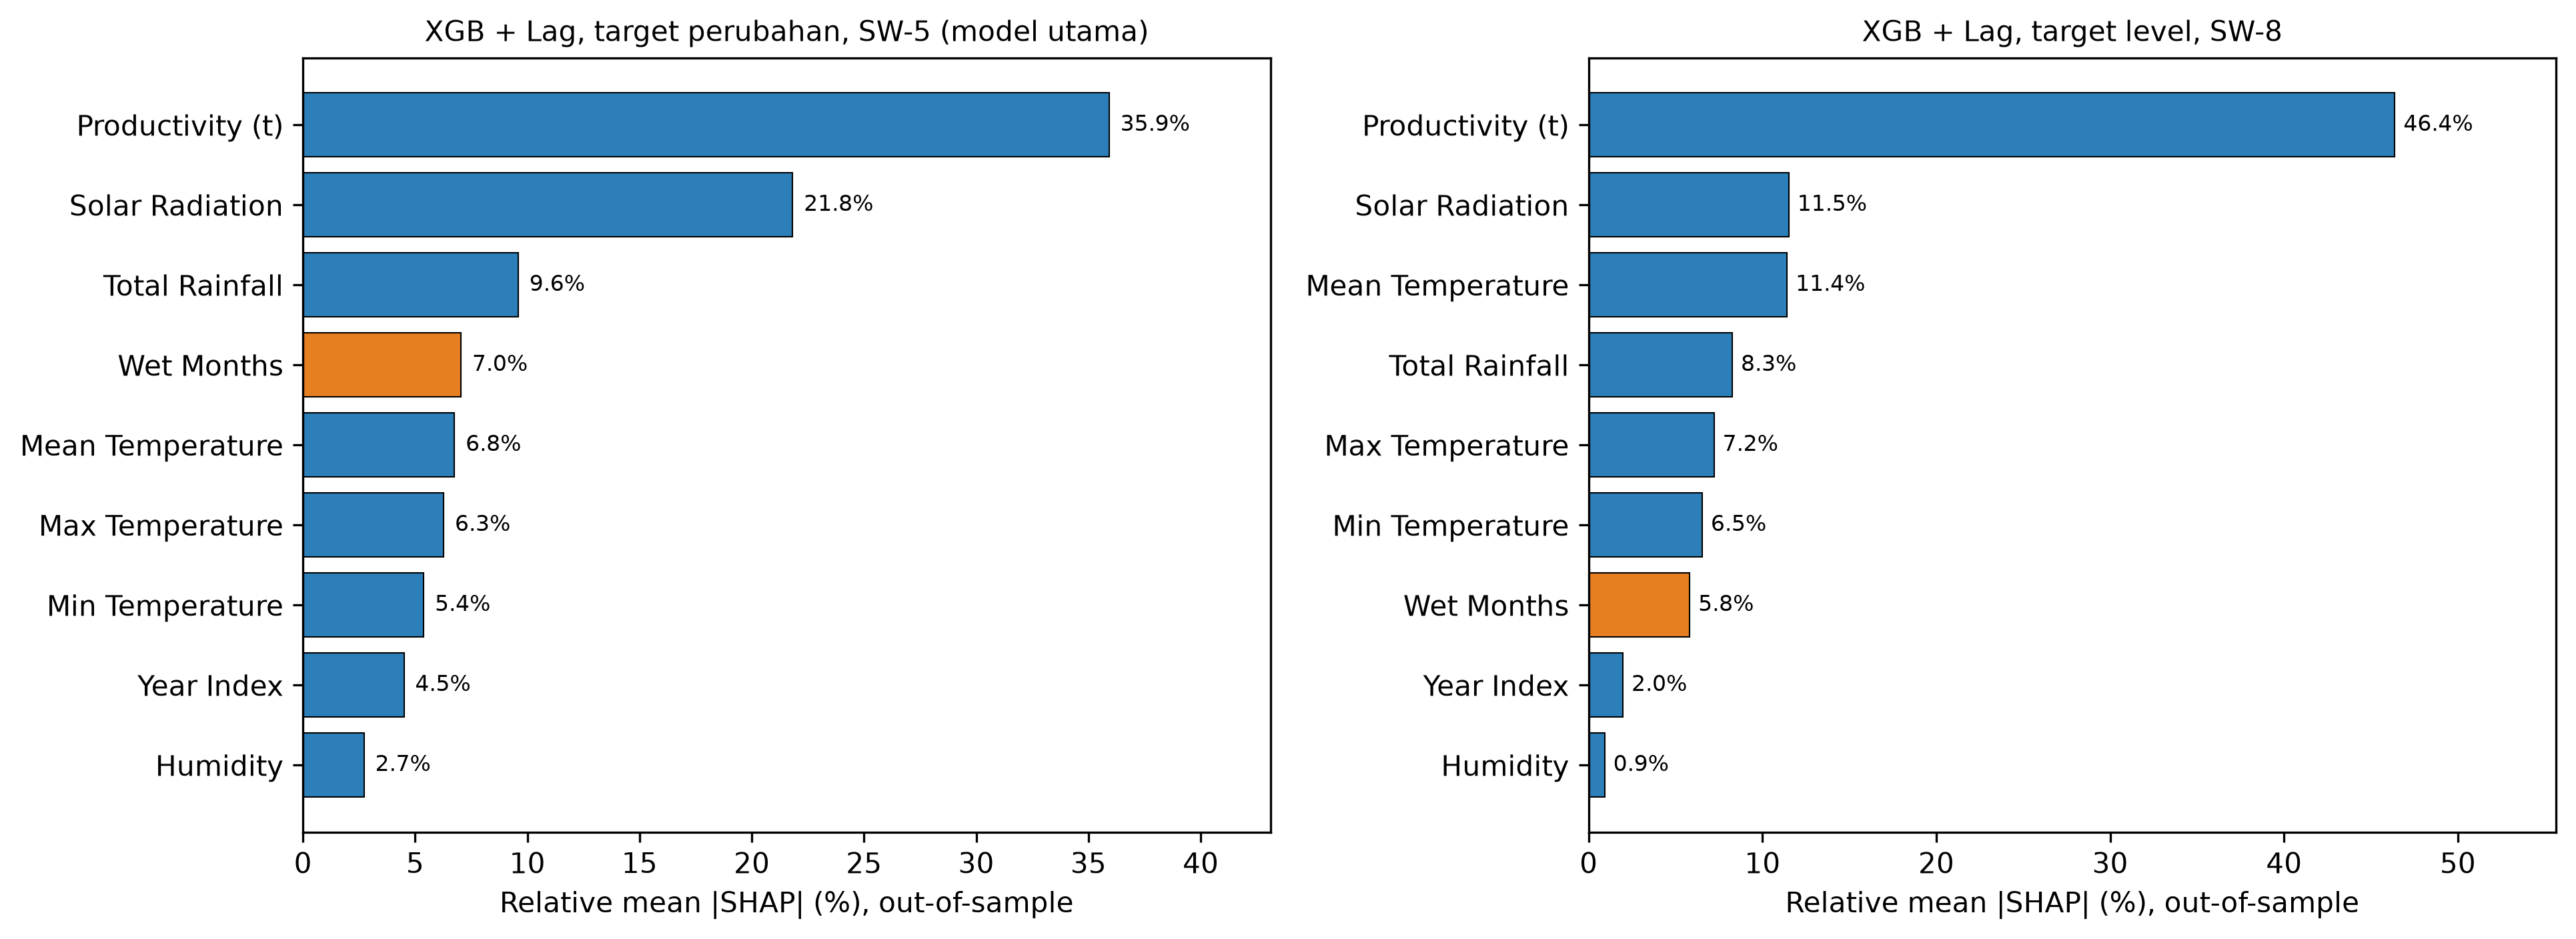 XGB + Lag, target perubahan, SW-5 (model utama)
Productivity (t) 35.9%
Solar Radiation 21.8%
Total Rainfall 9.6%
Wet Months 7.0%
Mean Temperature 6.8%
Max Temperature 6.3%
Min Temperature 5.4%
Year Index 4.5%
Humidity 2.7%
0 5 10 15 20 25 30 35 40
Relative mean |SHAP| (%), out-of-sample
XGB + Lag, target level, SW-8
Productivity (t) 46.4%
Solar Radiation 11.5%
Mean Temperature 11.4%
Total Rainfall 8.3%
Max Temperature 7.2%
Min Temperature 6.5%
Wet Months 5.8%
Year Index 2.0%
Humidity 0.9%
0 10 20 30 40 50
Relative mean |SHAP| (%), out-of-sample